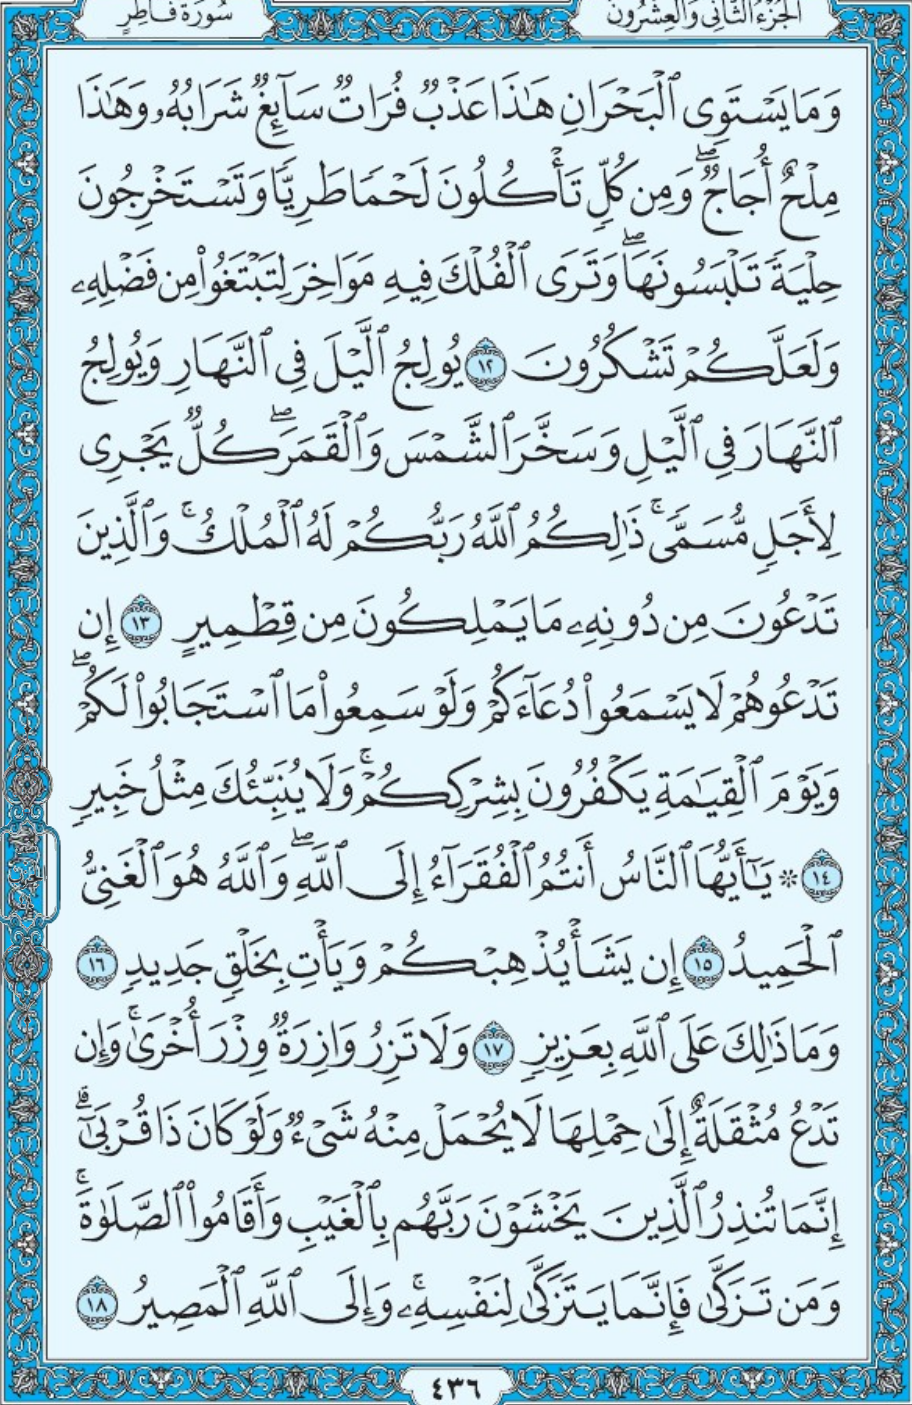 سُورَةُ فَاطِرٍ
الجُزْءُ الثَّانِي وَالعِشْرُونَ
وَمَا يَسْتَوِى ٱلْبَحْرَانِ هَٰذَا عَذْبٌ فُرَاتٌ سَآئِغٌ شَرَابُهُۥ وَهَٰذَا
مِلْحٌ أُجَاجٌ ۖ وَمِن كُلٍّ تَأْكُلُونَ لَحْمًا طَرِيًّا وَتَسْتَخْرِجُونَ
حِلْيَةً تَلْبَسُونَهَا ۖ وَتَرَى ٱلْفُلْكَ فِيهِ مَوَاخِرَ لِتَبْتَغُوا۟ مِن فَضْلِهِۦ
وَلَعَلَّكُمْ تَشْكُرُونَ ١٢ يُولِجُ ٱلَّيْلَ فِى ٱلنَّهَارِ وَيُولِجُ
ٱلنَّهَارَ فِى ٱلَّيْلِ وَسَخَّرَ ٱلشَّمْسَ وَٱلْقَمَرَ ۖ كُلٌّ يَجْرِى
لِأَجَلٍ مُّسَمًّى ۚ ذَٰلِكُمُ ٱللَّهُ رَبُّكُمْ لَهُ ٱلْمُلْكُ ۚ وَٱلَّذِينَ
تَدْعُونَ مِن دُونِهِۦ مَا يَمْلِكُونَ مِن قِطْمِيرٍ ١٣ إِن
تَدْعُوهُمْ لَا يَسْمَعُوا۟ دُعَآءَكُمْ وَلَوْ سَمِعُوا۟ مَا ٱسْتَجَابُوا۟ لَكُمْ ۖ
وَيَوْمَ ٱلْقِيَٰمَةِ يَكْفُرُونَ بِشِرْكِكُمْ ۚ وَلَا يُنَبِّئُكَ مِثْلُ خَبِيرٍ
١٤ ۞ يَٰٓأَيُّهَا ٱلنَّاسُ أَنتُمُ ٱلْفُقَرَآءُ إِلَى ٱللَّهِ ۖ وَٱللَّهُ هُوَ ٱلْغَنِىُّ
ٱلْحَمِيدُ ١٥ إِن يَشَأْ يُذْهِبْكُمْ وَيَأْتِ بِخَلْقٍ جَدِيدٍ ١٦
وَمَا ذَٰلِكَ عَلَى ٱللَّهِ بِعَزِيزٍ ١٧ وَلَا تَزِرُ وَازِرَةٌ وِزْرَ أُخْرَىٰ ۚ وَإِن
تَدْعُ مُثْقَلَةٌ إِلَىٰ حِمْلِهَا لَا يُحْمَلْ مِنْهُ شَىْءٌ وَلَوْ كَانَ ذَا قُرْبَىٰٓ ۗ
إِنَّمَا تُنذِرُ ٱلَّذِينَ يَخْشَوْنَ رَبَّهُم بِٱلْغَيْبِ وَأَقَامُوا۟ ٱلصَّلَوٰةَ ۚ
وَمَن تَزَكَّىٰ فَإِنَّمَا يَتَزَكَّىٰ لِنَفْسِهِۦ ۚ وَإِلَى ٱللَّهِ ٱلْمَصِيرُ ١٨
٤٣٦